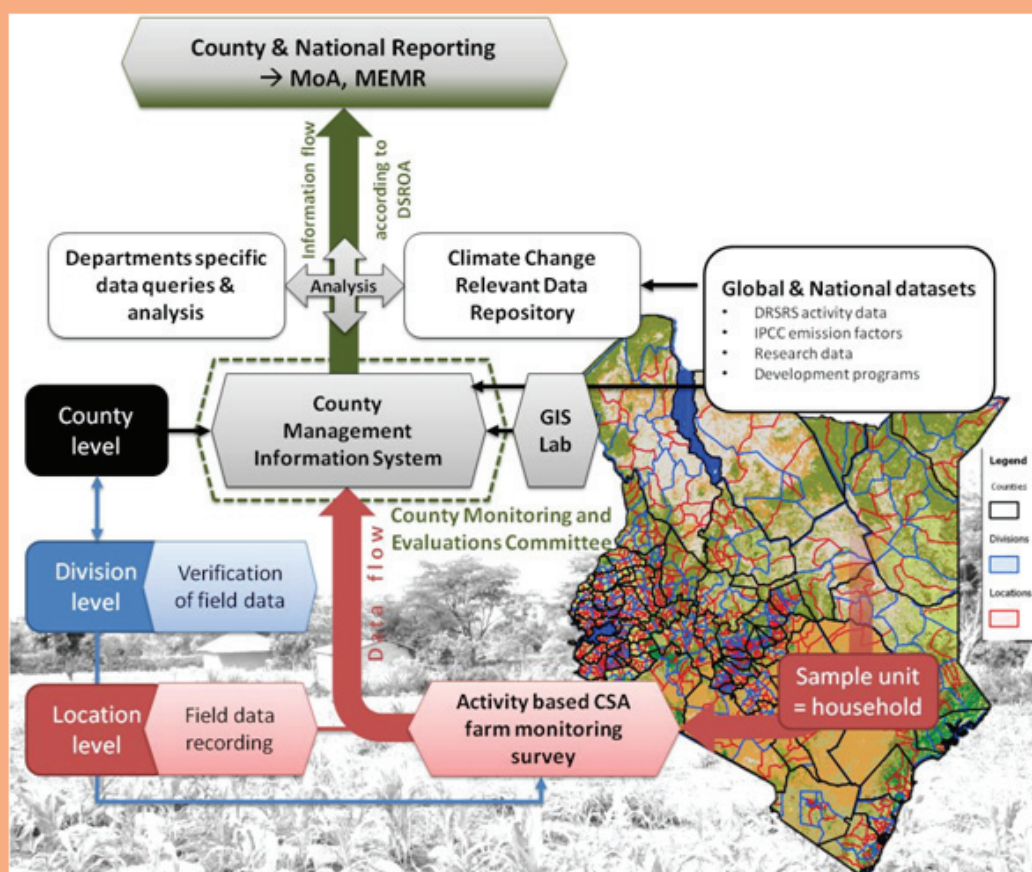 County & National Reporting
→ MoA, MEMR
Information flow
according to
DSROA
Departments specific
data queries &
analysis
Analysis
Climate Change
Relevant Data
Repository
Global & National datasets
• DRSRS activity data
• IPCC emission factors
• Research data
• Development programs
County
level
County
Management
Information System
GIS
Lab
County Monitoring and
Evaluations Committee
Legend
Counties
Divisions
Locations
Division
level
Verification
of field data
Data flow
Location
level
Field data
recording
Activity based CSA
farm monitoring
survey
Sample unit
= household